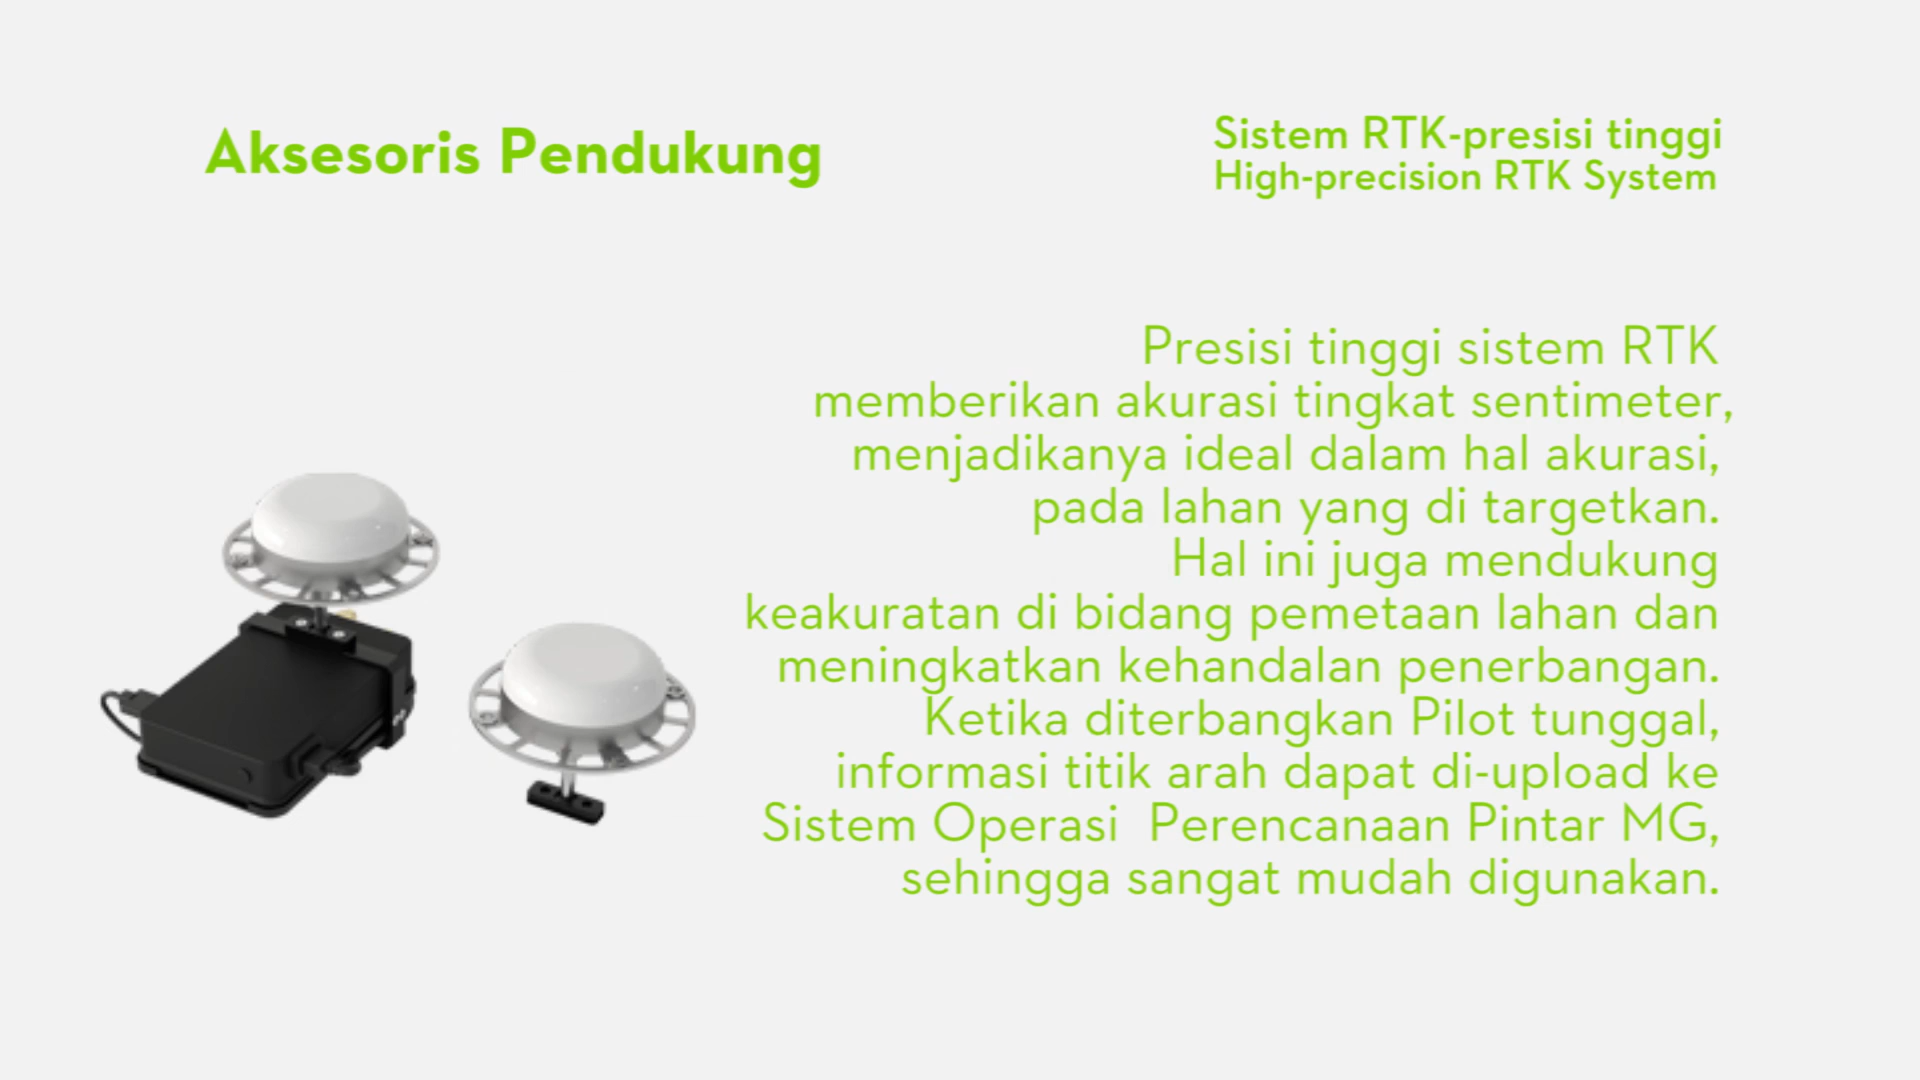 Aksesoris Pendukung
Sistem RTK-presisi tinggi
High-precision RTK System
Presisi tinggi sistem RTK
memberikan akurasi tingkat sentimeter,
menjadikanya ideal dalam hal akurasi,
pada lahan yang di targetkan.
Hal ini juga mendukung
keakuratan di bidang pemetaan lahan dan
meningkatkan kehandalan penerbangan.
Ketika diterbangkan Pilot tunggal,
informasi titik arah dapat di-upload ke
Sistem Operasi  Perencanaan Pintar MG,
sehingga sangat mudah digunakan.